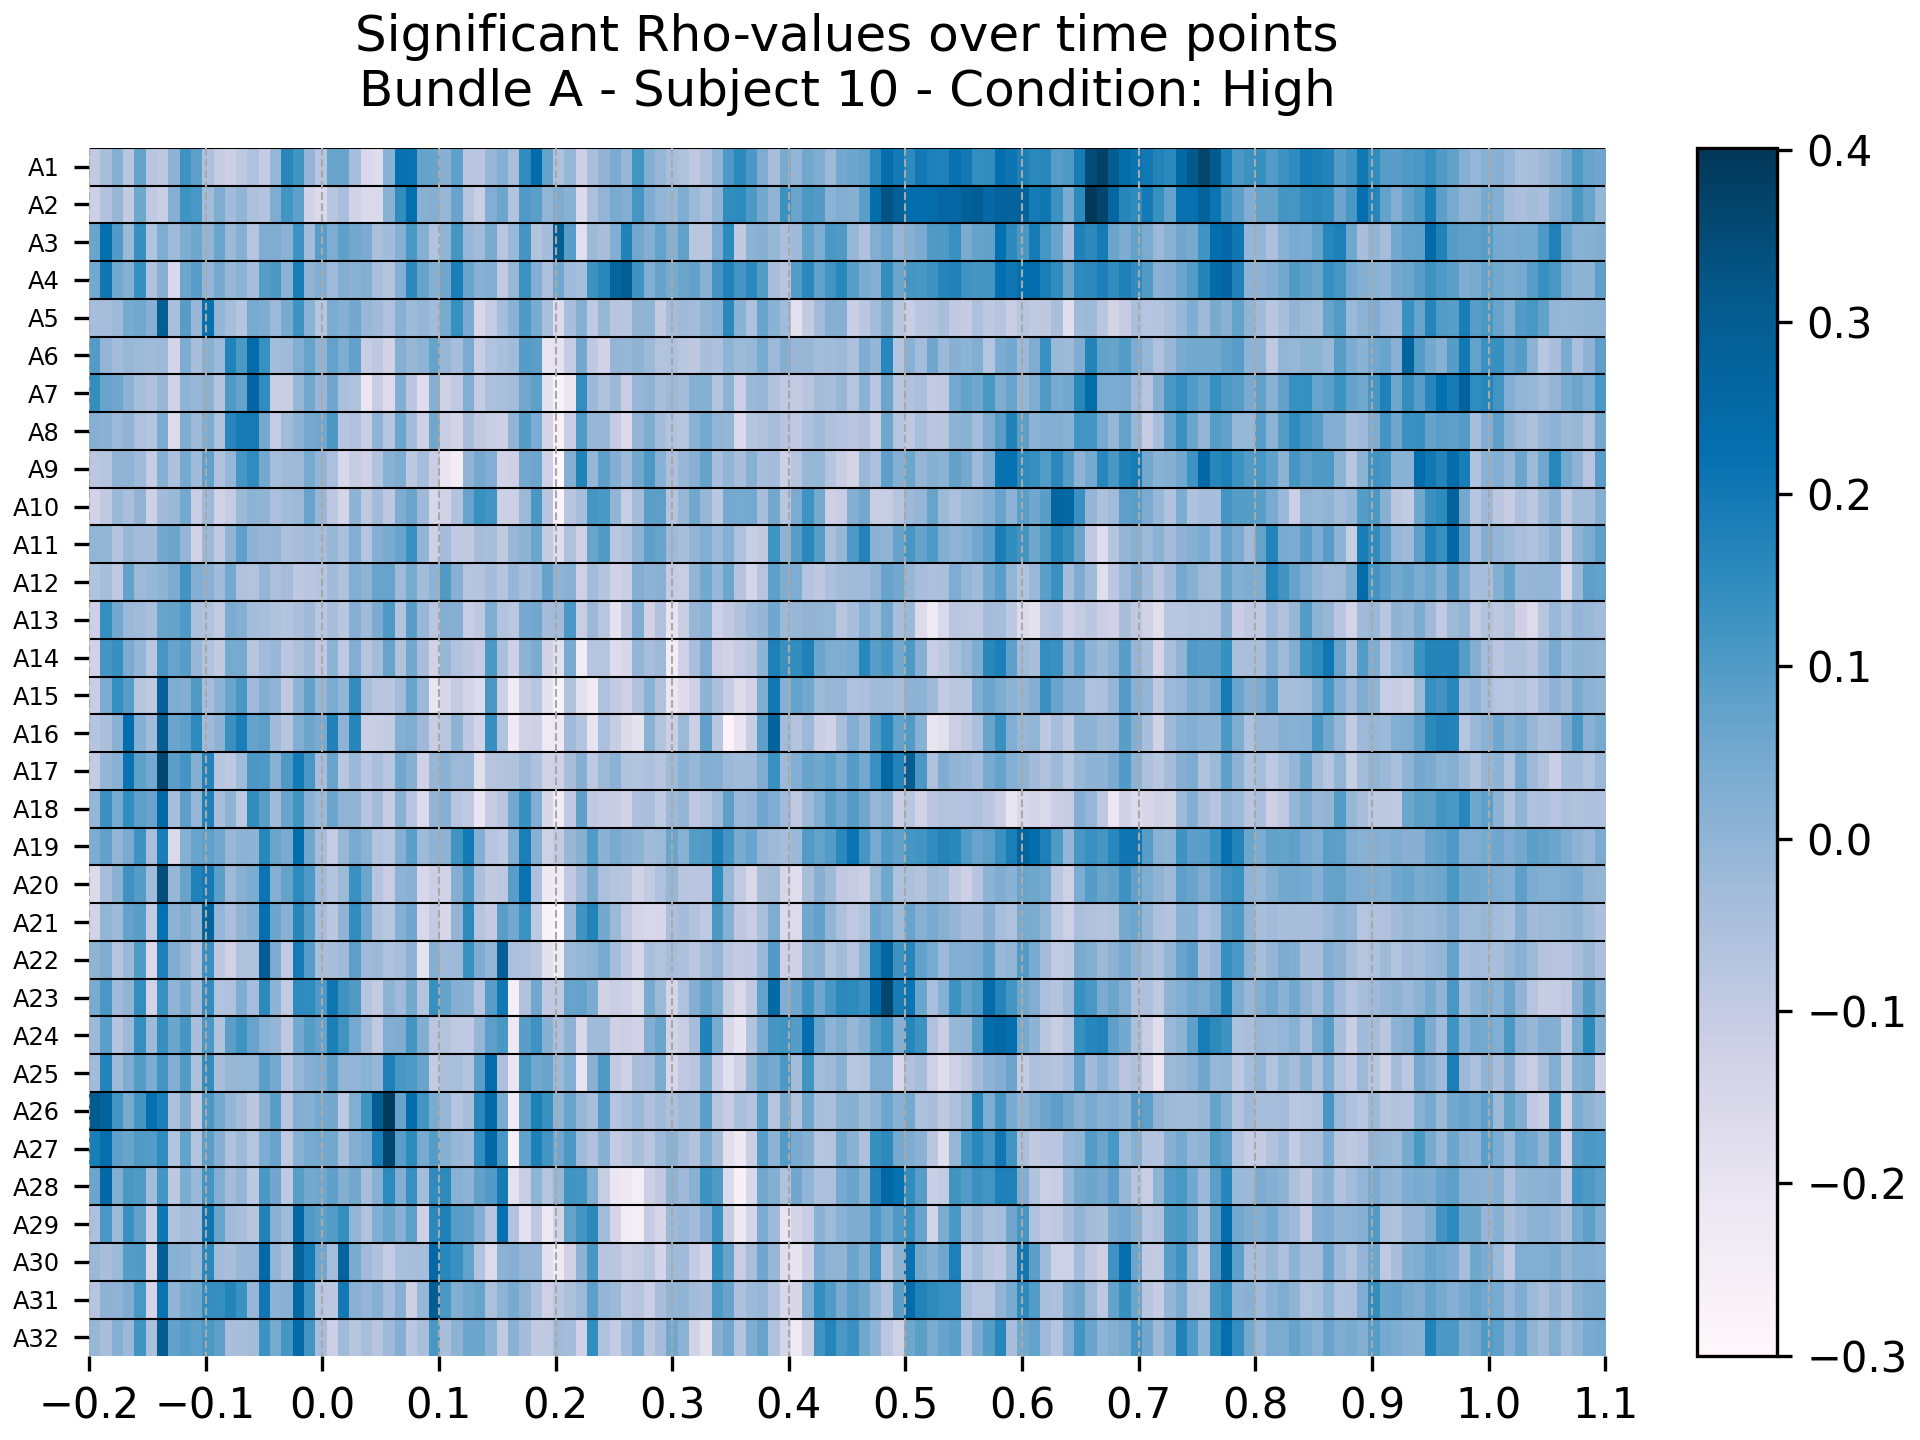 Significant Rho-values over time points
Bundle A - Subject 10 - Condition: High
A1
A2
A3
A4
A5
A6
A7
A8
A9
A10
A11
A12
A13
A14
A15
A16
A17
A18
A19
A20
A21
A22
A23
A24
A25
A26
A27
A28
A29
A30
A31
A32
−0.2 −0.1 0.0 0.1 0.2 0.3 0.4 0.5 0.6 0.7 0.8 0.9 1.0 1.1
0.4
0.3
0.2
0.1
0.0
−0.1
−0.2
−0.3